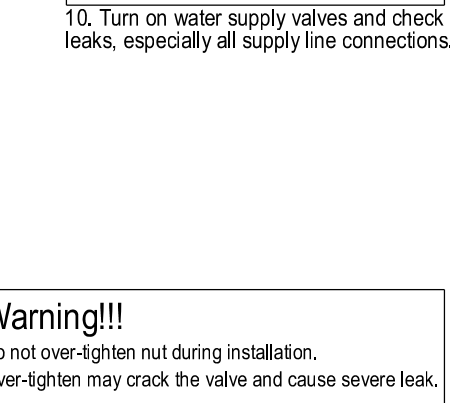 10. Turn on water supply valves and check
leaks, especially all supply line connections.
Warning!!!
o not over-tighten nut during installation.
ver-tighten may crack the valve and cause severe leak.